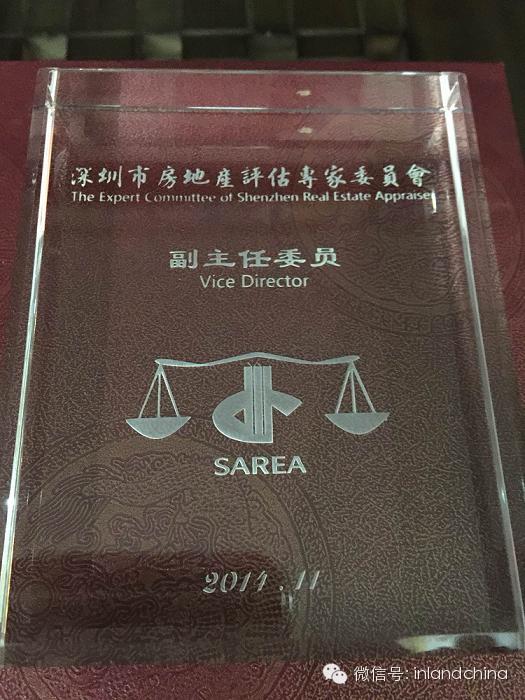 深圳市房地產評估專家委員會
The Expert Committee of Shenzhen Real Estate Appraiser
副主任委员
Vice Director
SAREA
2014.11
微信号: inlandchina